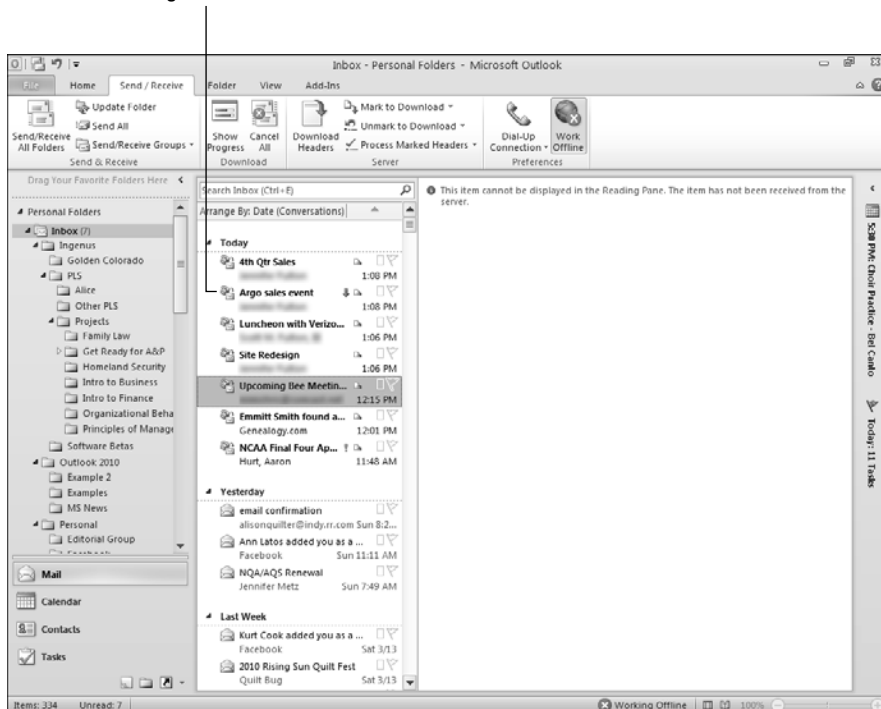 Inbox - Personal Folders - Microsoft Outlook
File Home Send / Receive Folder View Add-Ins
Send/Receive All Folders
Update Folder
Send All
Send/Receive Groups
Send & Receive
Show Progress
Cancel All
Download
Download Headers
Mark to Download
Unmark to Download
Process Marked Headers
Server
Dial-Up Connection
Work Offline
Preferences
Drag Your Favorite Folders Here
Personal Folders
Inbox (7)
Ingenus
Golden Colorado
PLS
Alice
Other PLS
Projects
Family Law
Get Ready for A&P
Homeland Security
Intro to Business
Intro to Finance
Organizational Beha
Principles of Manage
Software Betas
Outlook 2010
Example 2
Examples
MS News
Personal
Editorial Group
Mail
Calendar
Contacts
Tasks
Search Inbox (Ctrl+E)
Arrange By: Date (Conversations)
Today
4th Qtr Sales
1:08 PM
Argo sales event
1:08 PM
Luncheon with Verizo...
1:06 PM
Site Redesign
1:06 PM
Upcoming Bee Meetin...
12:15 PM
Emmitt Smith found a...
Genealogy.com 12:01 PM
NCAA Final Four Ap...
Hurt, Aaron 11:48 AM
Yesterday
email confirmation
alisonquilter@indy.rr.com Sun 8:2...
Ann Latos added you as a ...
Facebook Sun 11:11 AM
NQA/AQS Renewal
Jennifer Metz Sun 7:49 AM
Last Week
Kurt Cook added you as a ...
Facebook Sat 3/13
2010 Rising Sun Quilt Fest
Quilt Bug Sat 3/13
This item cannot be displayed in the Reading Pane. The item has not been received from the
server.
5:30 PM: Choir Practice - Bel Canto
Today: 11 Tasks
Items: 334 Unread: 7
Working Offline 100%